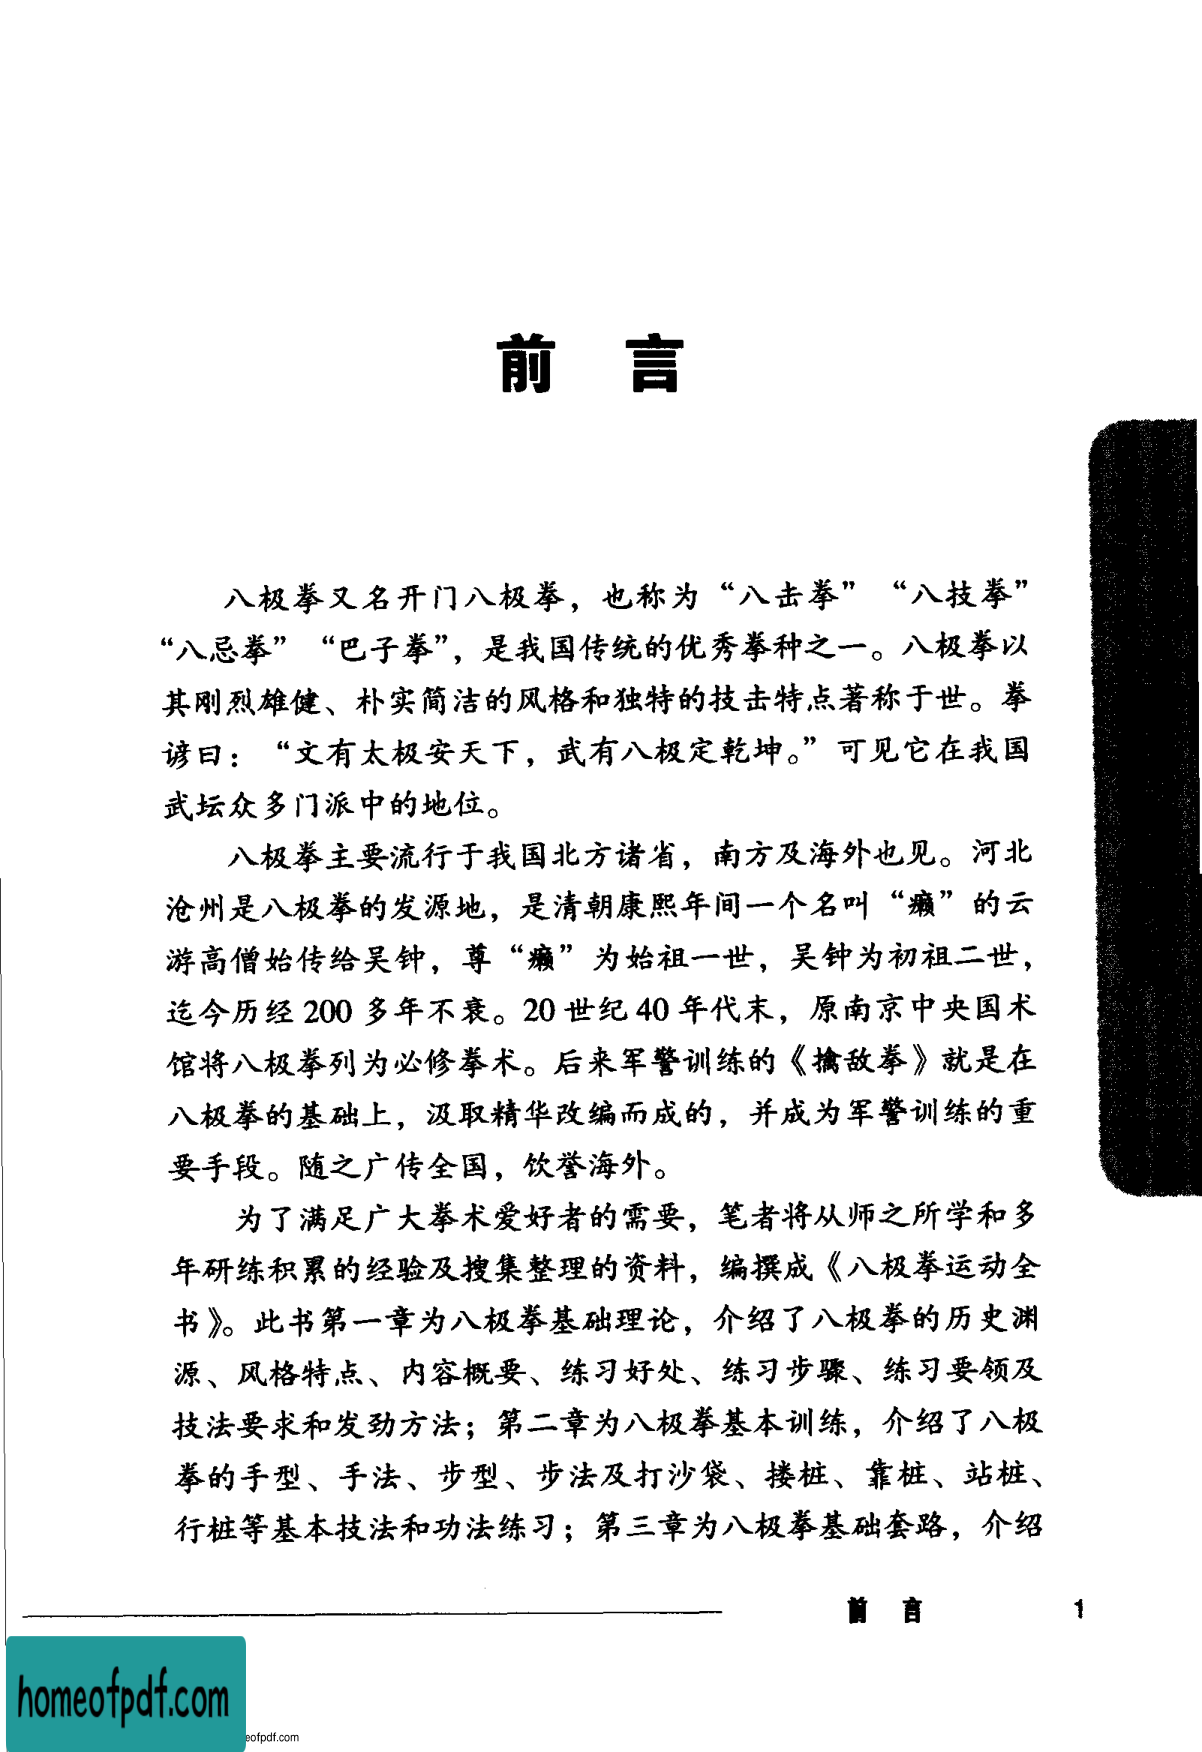 前 言
八极拳又名开门八极拳，也称为“八击拳”“八技拳”
“八忌拳”“巴子拳”，是我国传统的优秀拳种之一。八极拳以
其刚烈雄健、朴实简洁的风格和独特的技击特点著称于世。拳
谚曰：“文有太极安天下，武有八极定乾坤。”可见它在我国
武坛众多门派中的地位。
八极拳主要流行于我国北方诸省，南方及海外也见。河北
沧州是八极拳的发源地，是清朝康熙年间一个名叫“癞”的云
游高僧始传给吴钟，尊“癞”为始祖一世，吴钟为初祖二世，
迄今历经 200 多年不衰。20 世纪 40 年代末，原南京中央国术
馆将八极拳列为必修拳术。后来军警训练的《擒敌拳》就是在
八极拳的基础上，汲取精华改编而成的，并成为军警训练的重
要手段。随之广传全国，饮誉海外。
为了满足广大拳术爱好者的需要，笔者将从师之所学和多
年研练积累的经验及搜集整理的资料，编撰成《八极拳运动全
书》。此书第一章为八极拳基础理论，介绍了八极拳的历史渊
源、风格特点、内容概要、练习好处、练习步骤、练习要领及
技法要求和发劲方法；第二章为八极拳基本训练，介绍了八极
拳的手型、手法、步型、步法及打沙袋、搂桩、靠桩、站桩、
行桩等基本技法和功法练习；第三章为八极拳基础套路，介绍
前 言 1
homeofpdf.com
eofpdf.com